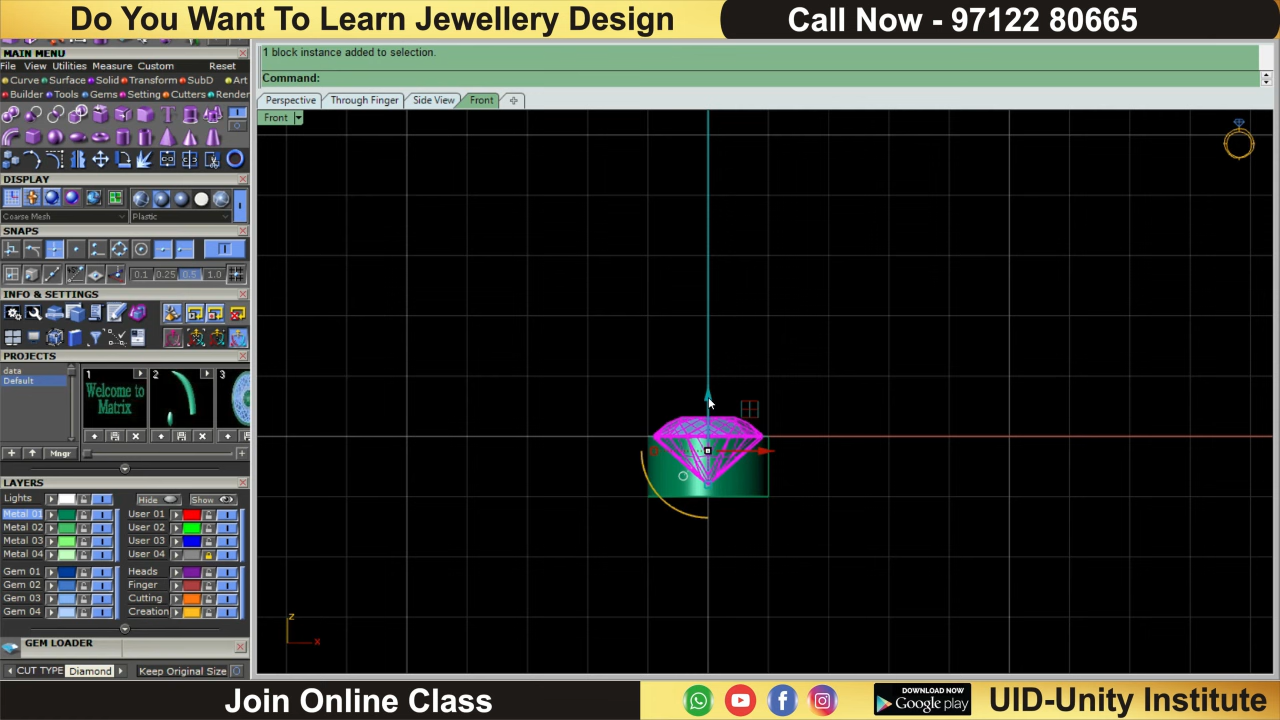 Do You Want To Learn Jewellery Design
Call Now - 97122 80665
MAIN MENU
File View Utilities Measure Custom Reset
Curve Surface Solid Transform SubD Art
Builder Tools Gems Setting Cutters Render
DISPLAY
Coarse Mesh Plastic
SNAPS
0.1 0.25 0.5 1.0
INFO & SETTINGS
PROJECTS
data
Default
1 2 3
Welcome to Matrix
Mngr
LAYERS
Lights Hide Show
Metal 01 User 01
Metal 02 User 02
Metal 03 User 03
Metal 04 User 04
Gem 01 Heads
Gem 02 Finger
Gem 03 Cutting
Gem 04 Creation
GEM LOADER
CUT TYPE Diamond Keep Original Size
1 block instance added to selection.
Command:
Perspective Through Finger Side View Front
Front
z
x
Join Online Class
DOWNLOAD NOW
Google play
UID-Unity Institute